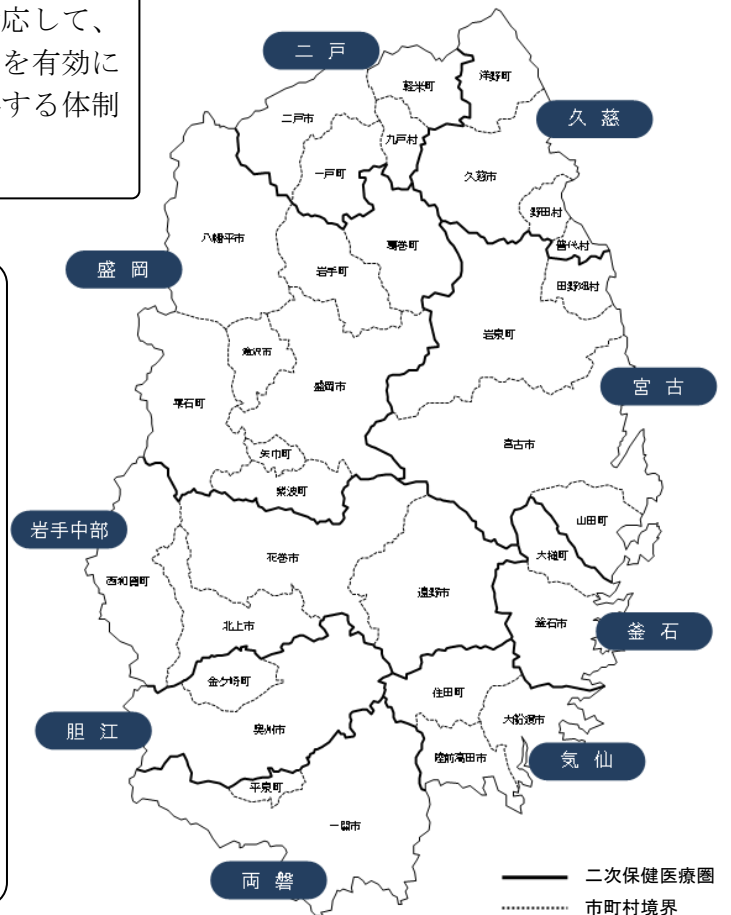 応して、
を有効に
する体制
二 戸
軽米町
洋野町
二戸市
九戸村
久 慈
一戸町
久慈市
野田村
八幡平市
葛巻町
普代村
盛 岡
岩手町
田野畑村
岩泉町
滝沢市
盛岡市
宮 古
雫石町
宮古市
矢巾町
紫波町
山田町
岩手中部
花巻市
大槌町
西和賀町
遠野市
北上市
釜石市
釜 石
金ケ崎町
住田町
胆 江
奥州市
大船渡市
陸前高田市
気 仙
平泉町
一関市
両 磐
二次保健医療圏
市町村境界